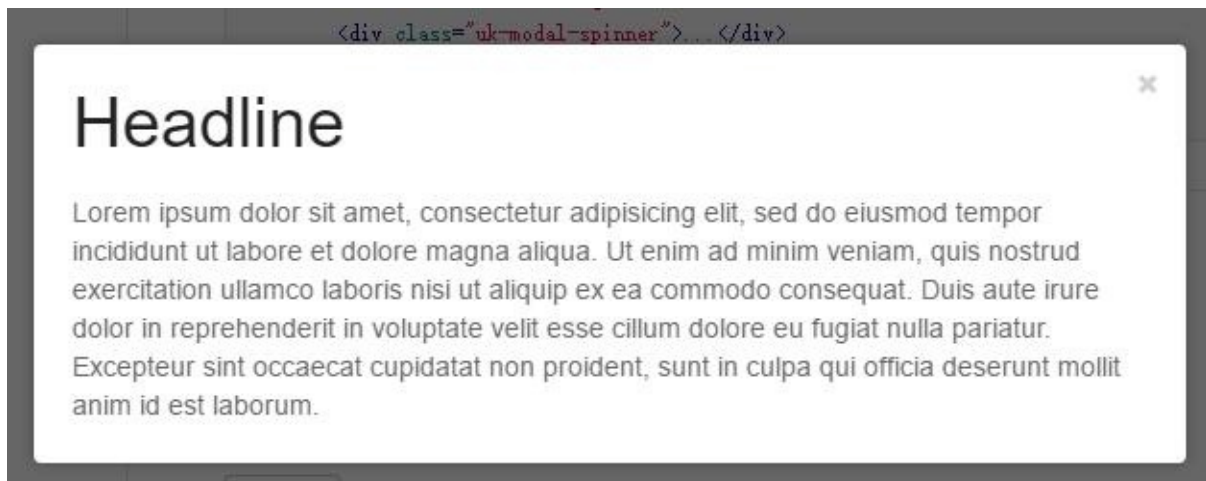 <div class="uk-modal-spinner">...</div>
Headline
Lorem ipsum dolor sit amet, consectetur adipisicing elit, sed do eiusmod tempor
incididunt ut labore et dolore magna aliqua. Ut enim ad minim veniam, quis nostrud
exercitation ullamco laboris nisi ut aliquip ex ea commodo consequat. Duis aute irure
dolor in reprehenderit in voluptate velit esse cillum dolore eu fugiat nulla pariatur.
Excepteur sint occaecat cupidatat non proident, sunt in culpa qui officia deserunt mollit
anim id est laborum.